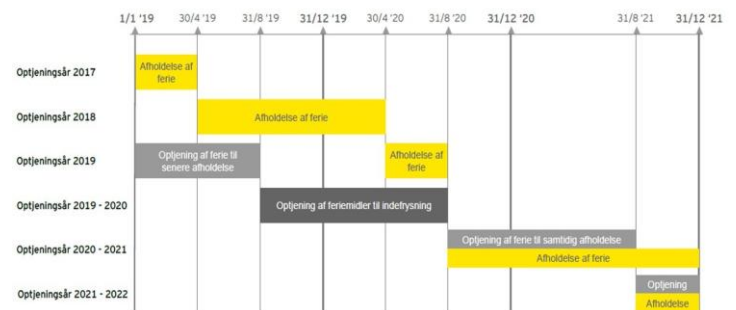 1/1 '19 30/4 '19 31/8 '19 31/12 '19 30/4 '20 31/8 '20 31/12 '20 31/8 '21 31/12 '21
Optjeningsår 2017
Afholdelse af
ferie
Optjeningsår 2018
Afholdelse af ferie
Optjeningsår 2019
Optjening af ferie til
senere afholdelse
Afholdelse af
ferie
Optjeningsår 2019 - 2020
Optjening af feriemidler til indefrysning
Optjeningsår 2020 - 2021
Optjening af ferie til samtidig afholdelse
Afholdelse af ferie
Optjeningsår 2021 - 2022
Optjening
Afholdelse